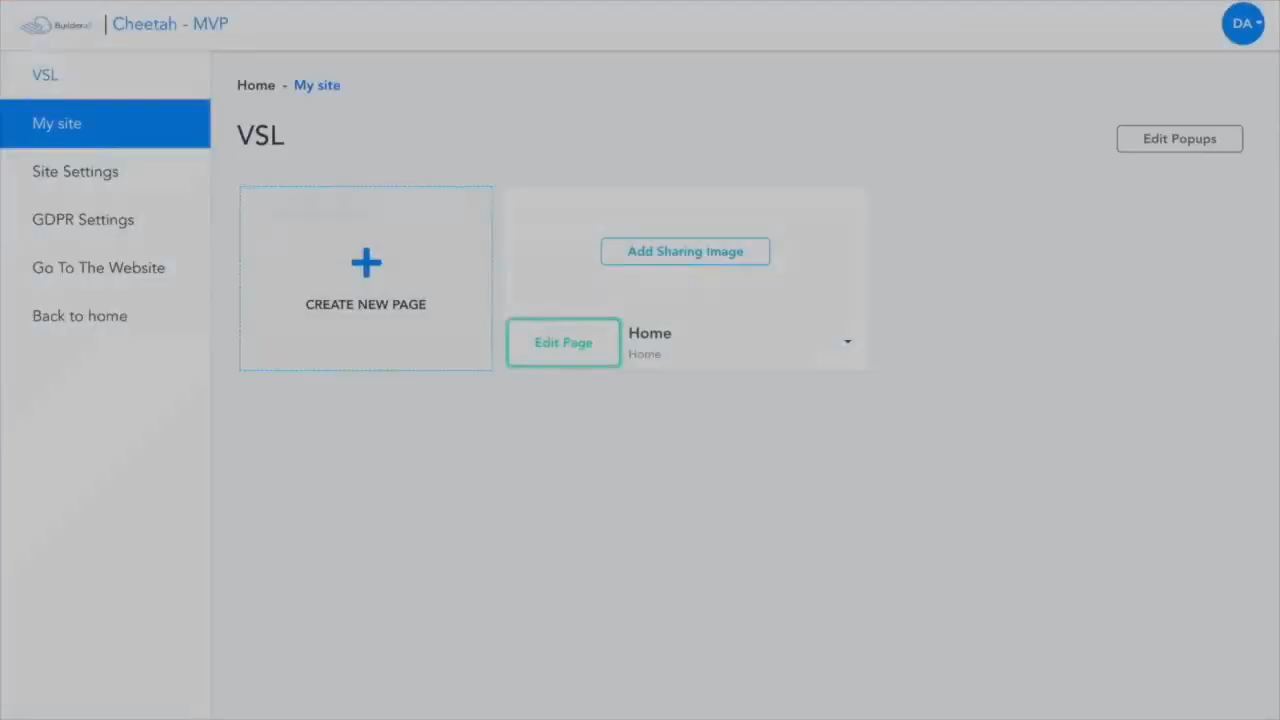 Builderall
Cheetah - MVP
DA
VSL
My site
Site Settings
GDPR Settings
Go To The Website
Back to home
Home - My site
VSL
Edit Popups
CREATE NEW PAGE
Add Sharing Image
Edit Page
Home
Home